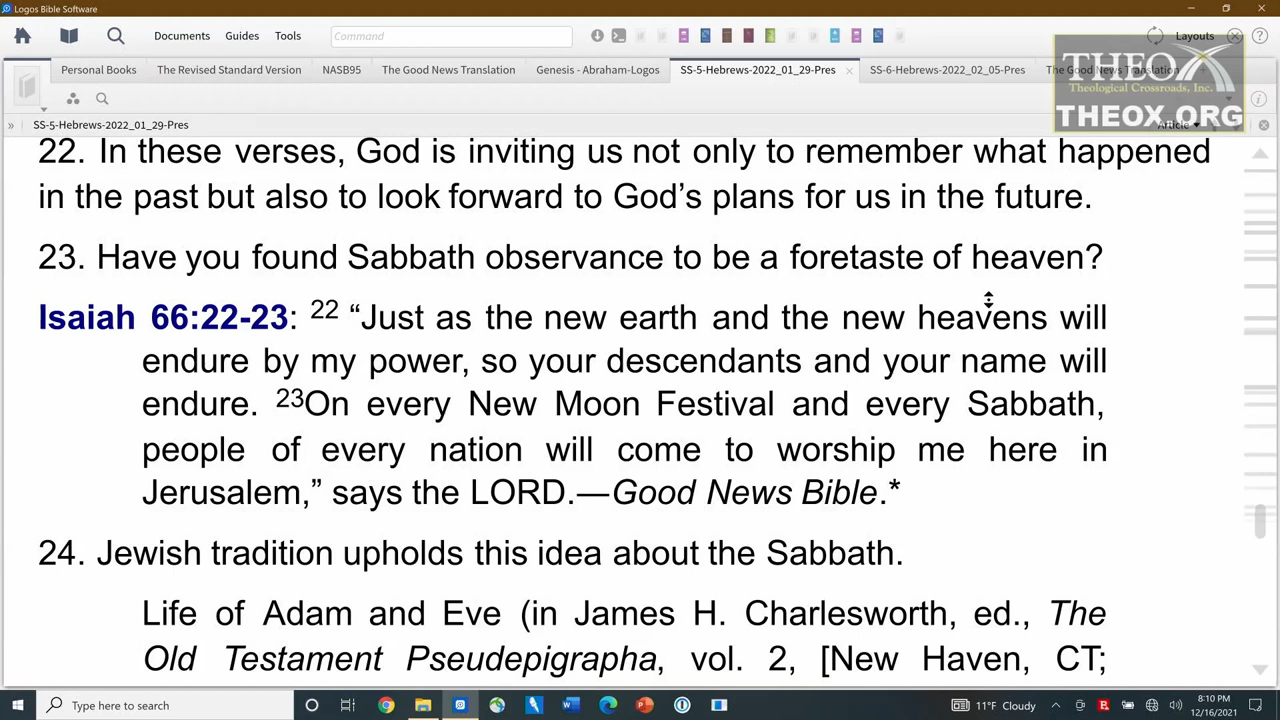 Logos Bible Software
Documents Guides Tools Command Layouts
Personal Books The Revised Standard Version NASB95 The Good News Translation Genesis - Abraham-Logos SS-5-Hebrews-2022_01_29-Pres SS-6-Hebrews-2022_02_05-Pres The Good News Translation
THEOX
Theological Crossroads, Inc.
THEOX.ORG
SS-5-Hebrews-2022_01_29-Pres Article
22. In these verses, God is inviting us not only to remember what happened
in the past but also to look forward to God’s plans for us in the future.
23. Have you found Sabbath observance to be a foretaste of heaven?
Isaiah 66:22-23: 22 “Just as the new earth and the new heavens will
endure by my power, so your descendants and your name will
endure. 23On every New Moon Festival and every Sabbath,
people of every nation will come to worship me here in
Jerusalem,” says the LORD.—Good News Bible.*
24. Jewish tradition upholds this idea about the Sabbath.
Life of Adam and Eve (in James H. Charlesworth, ed., The
Old Testament Pseudepigrapha, vol. 2, [New Haven, CT;
Type here to search 11°F Cloudy 8:10 PM
12/16/2021